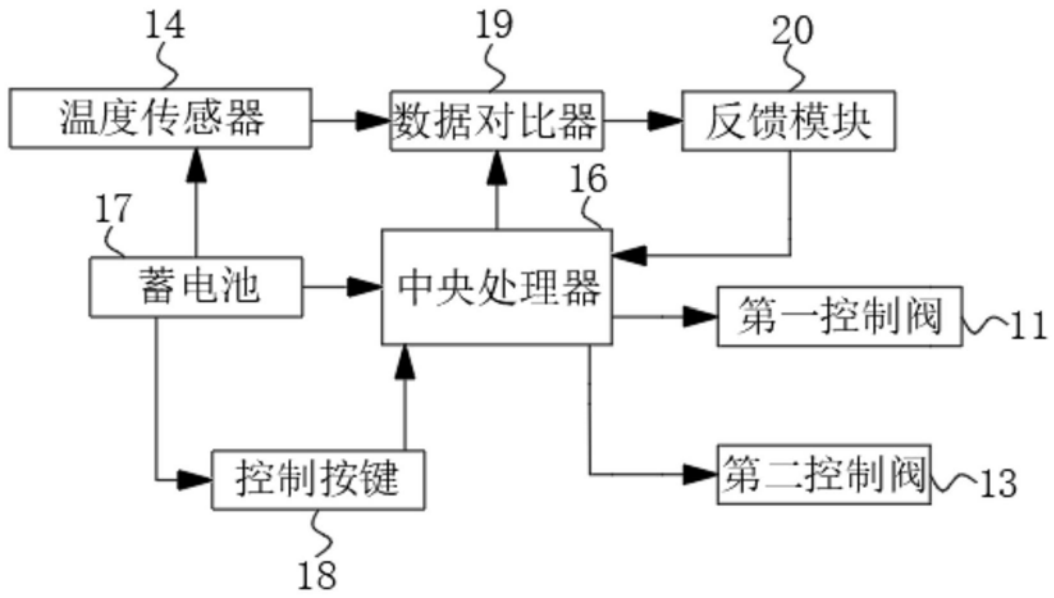 14
19
20
温度传感器
数据对比器
反馈模块
17
16
蓄电池
中央处理器
第一控制阀
11
控制按键
第二控制阀
13
18